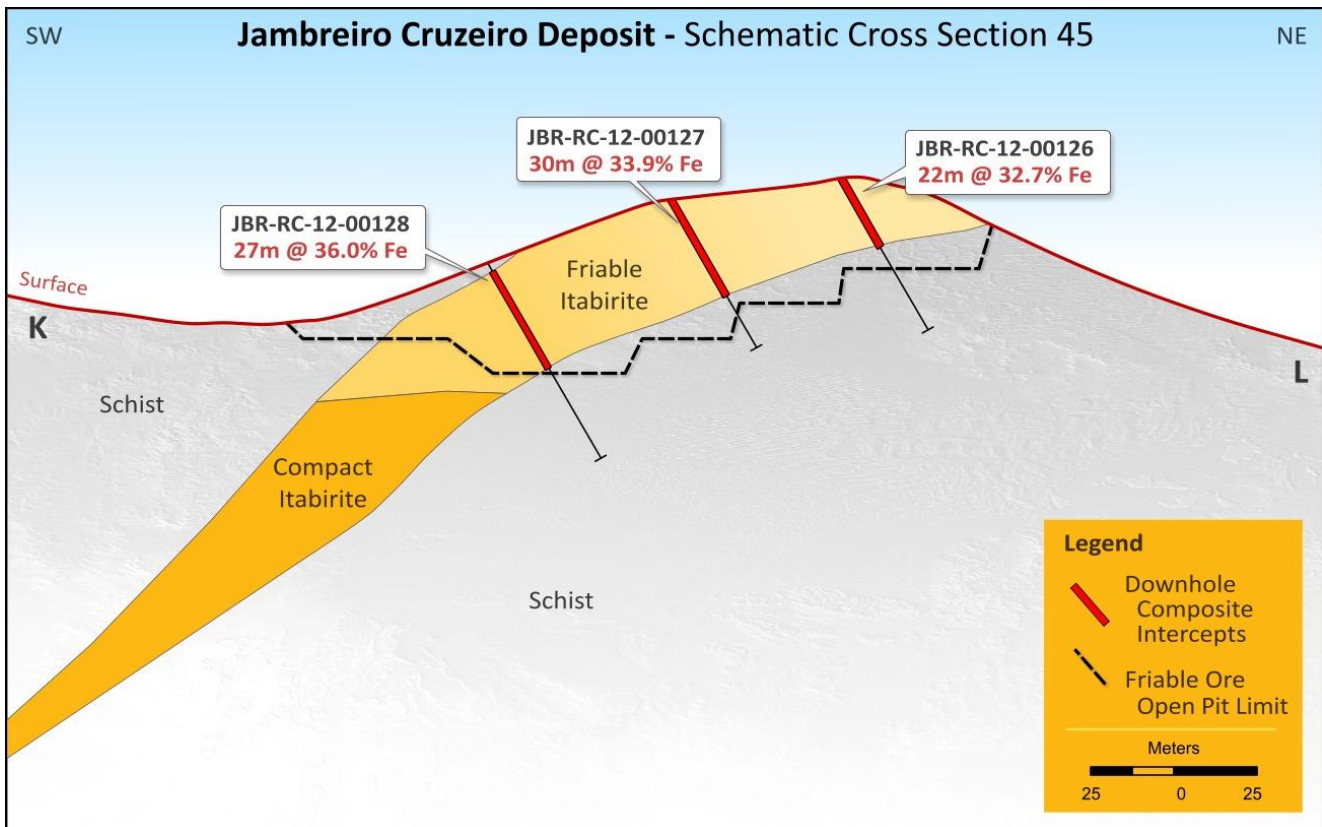 SW
Jambreiro Cruzeiro Deposit - Schematic Cross Section 45
NE
JBR-RC-12-00127
30m @ 33.9% Fe
JBR-RC-12-00126
22m @ 32.7% Fe
JBR-RC-12-00128
27m @ 36.0% Fe
Surface
K
Friable
Itabirite
L
Schist
Compact
Itabirite
Schist
Legend
Downhole
Composite
Intercepts
Friable Ore
Open Pit Limit
Meters
25 0 25